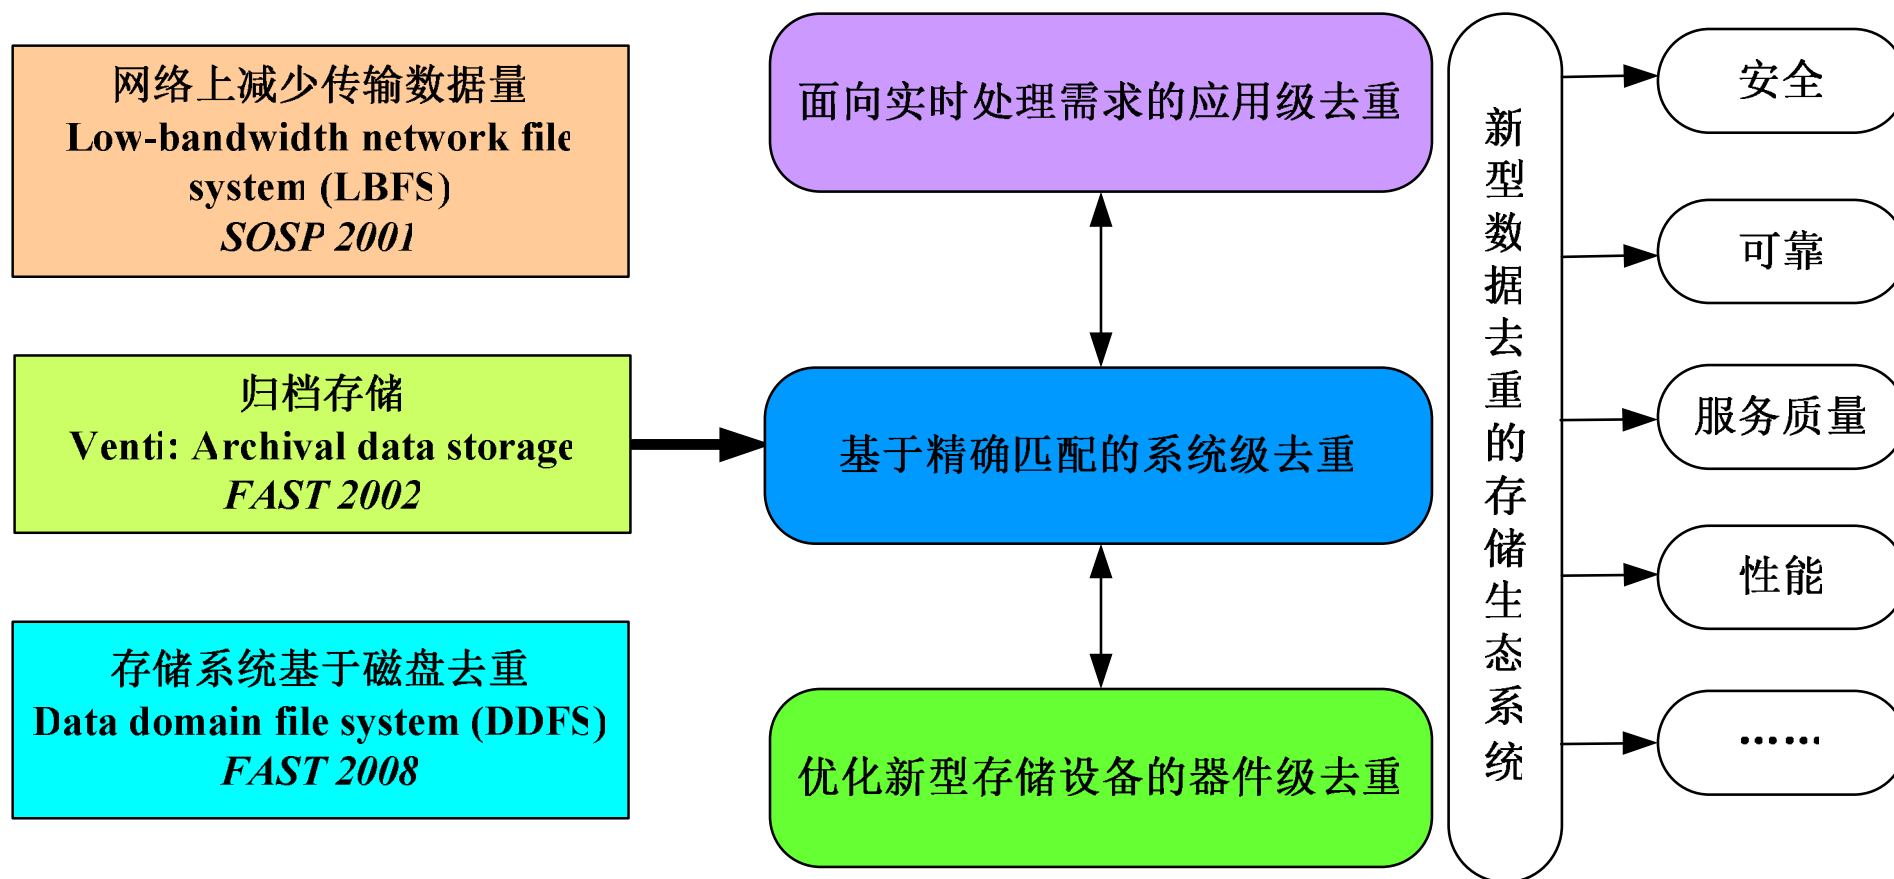 网络上减少传输数据量
Low-bandwidth network file
system (LBFS)
SOSP 2001
归档存储
Venti: Archival data storage
FAST 2002
存储系统基于磁盘去重
Data domain file system (DDFS)
FAST 2008
面向实时处理需求的应用级去重
基于精确匹配的系统级去重
优化新型存储设备的器件级去重
新型数据去重的存储生态系统
安全
可靠
服务质量
性能
……